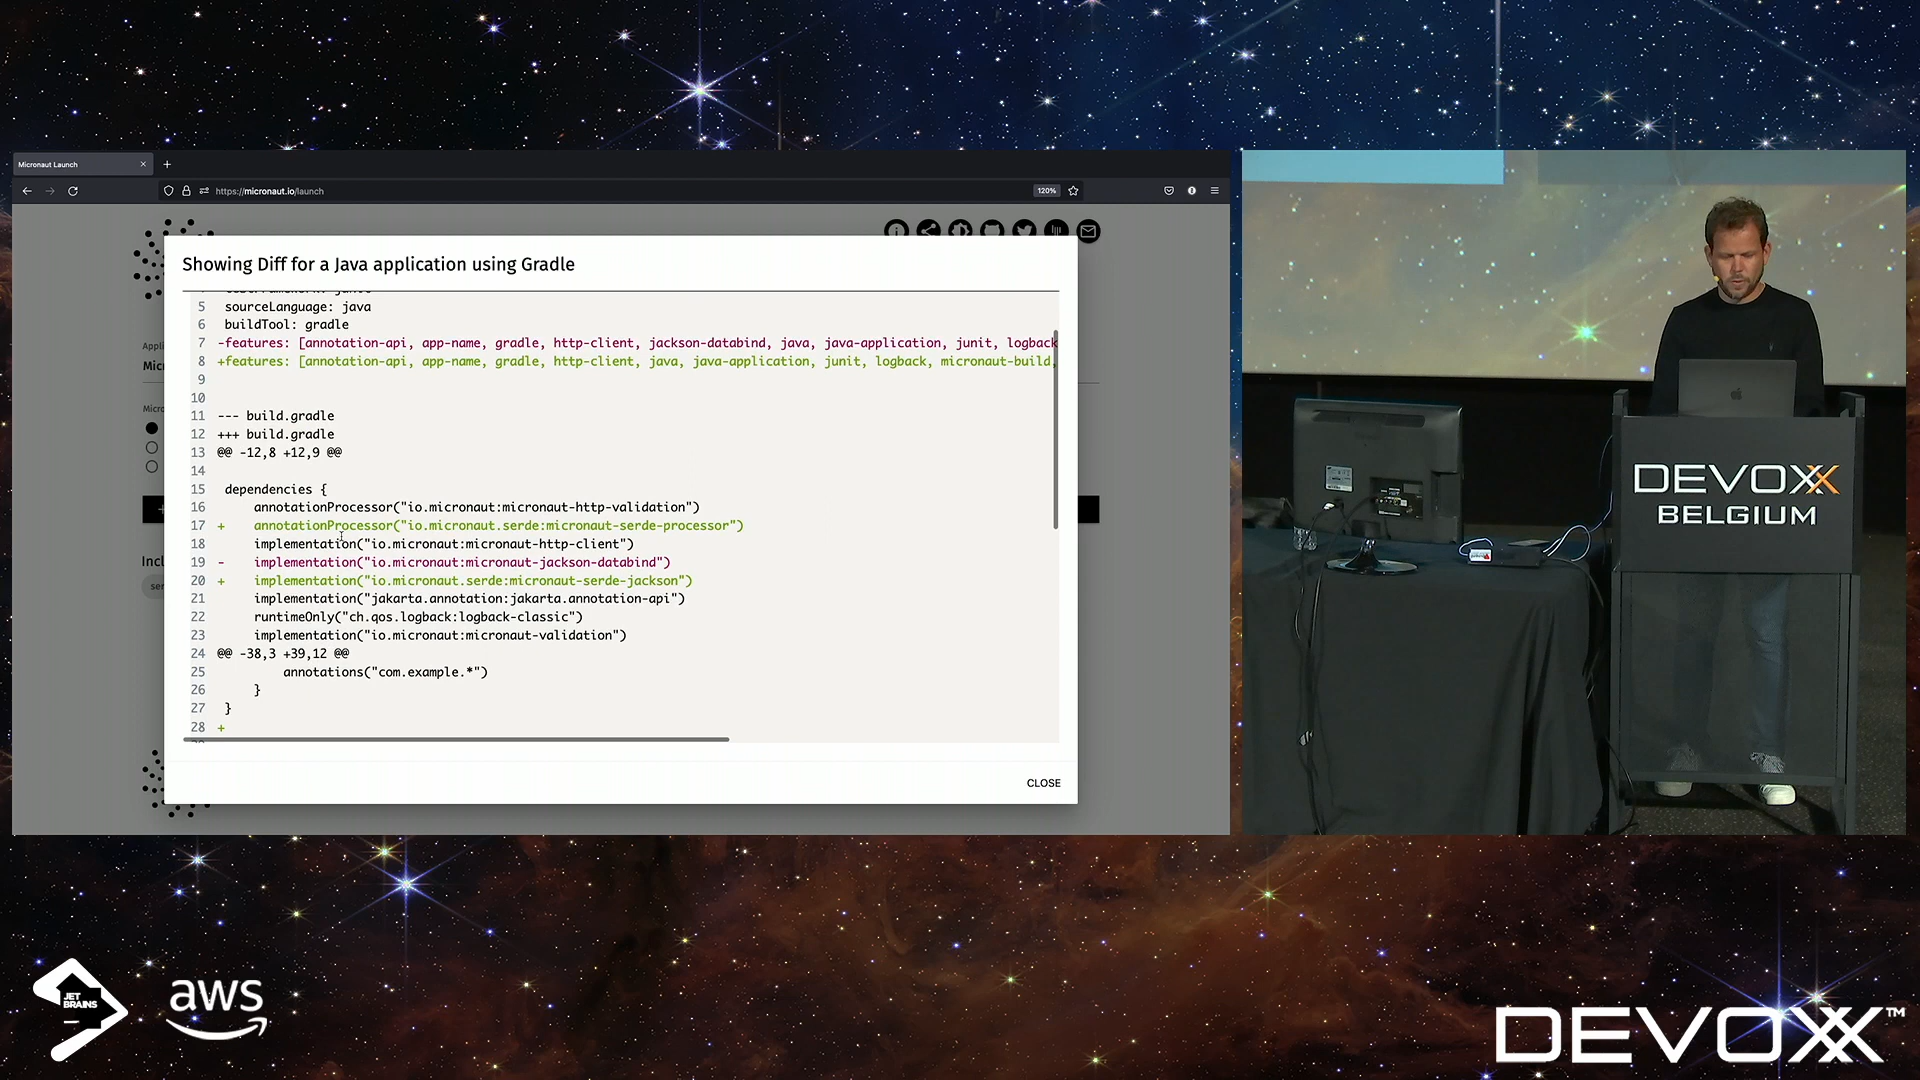 Micronaut Launch
https://micronaut.io/launch
120%
Showing Diff for a Java application using Gradle
5 sourceLanguage: java
6 buildTool: gradle
7 -features: [annotation-api, app-name, gradle, http-client, jackson-databind, java, java-application, junit, logback
8 +features: [annotation-api, app-name, gradle, http-client, java, java-application, junit, logback, micronaut-build,
9
10
11 --- build.gradle
12 +++ build.gradle
13 @@ -12,8 +12,9 @@
14
15 dependencies {
16 annotationProcessor("io.micronaut:micronaut-http-validation")
17 + annotationProcessor("io.micronaut.serde:micronaut-serde-processor")
18 implementation("io.micronaut:micronaut-http-client")
19 - implementation("io.micronaut:micronaut-jackson-databind")
20 + implementation("io.micronaut.serde:micronaut-serde-jackson")
21 implementation("jakarta.annotation:jakarta.annotation-api")
22 runtimeOnly("ch.qos.logback:logback-classic")
23 implementation("io.micronaut:micronaut-validation")
24 @@ -38,3 +39,12 @@
25 annotations("com.example.*")
26 }
27 }
28 +
CLOSE
Appli
Mic
Micro
Incl
ser
DEVOXX
BELGIUM
JET
BRAINS
aws
DEVOXX™